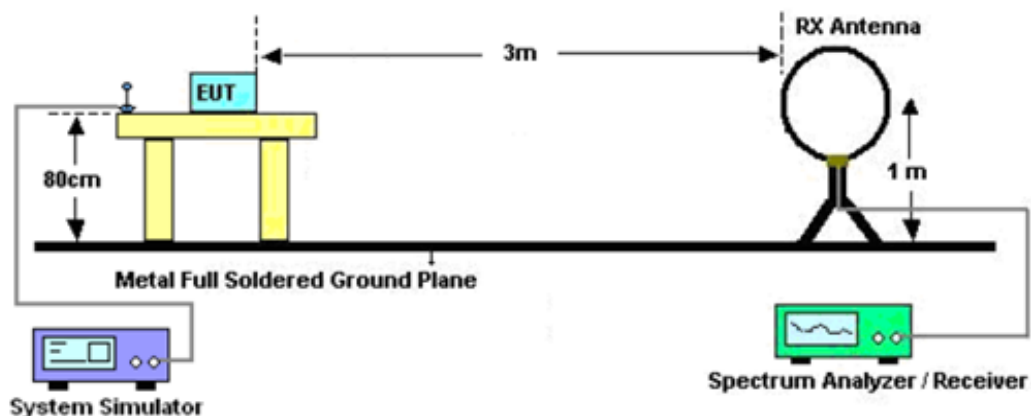 RX Antenna
3m
EUT
80cm
1 m
Metal Full Soldered Ground Plane
System Simulator
Spectrum Analyzer / Receiver